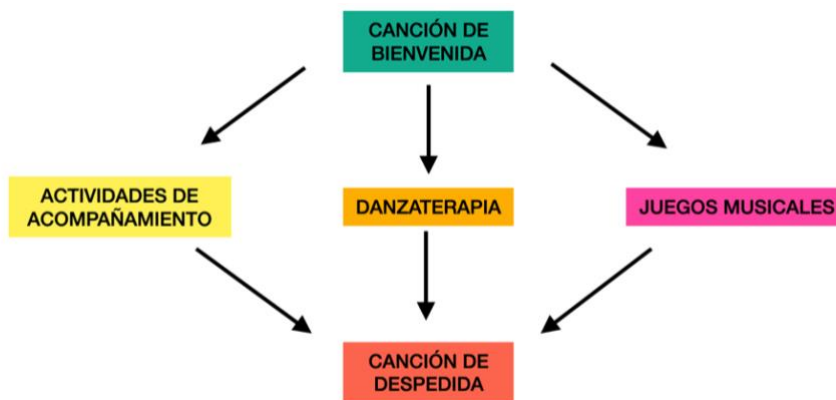 CANCIÓN DE
BIENVENIDA
ACTIVIDADES DE
ACOMPAÑAMIENTO
DANZATERAPIA
JUEGOS MUSICALES
CANCIÓN DE
DESPEDIDA